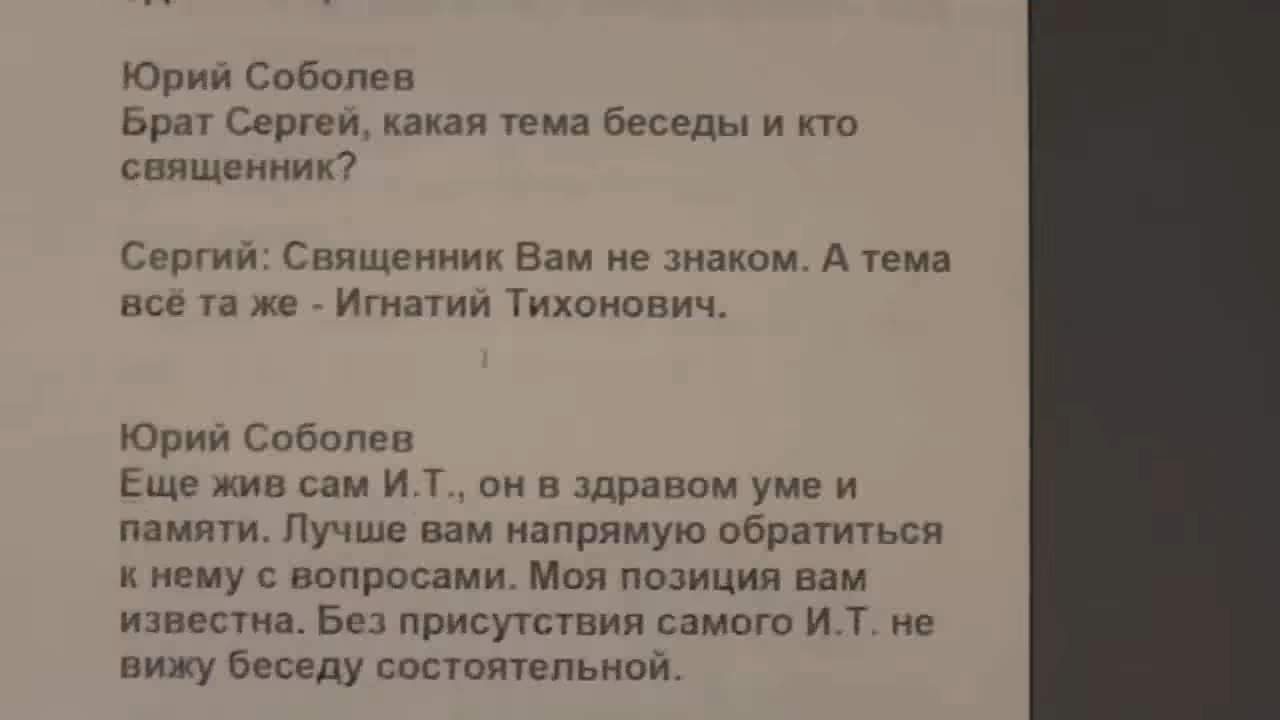 Юрий Соболев
Брат Сергей, какая тема беседы и кто
священник?
Сергий: Священник Вам не знаком. А тема
всё та же - Игнатий Тихонович.
Юрий Соболев
Еще жив сам И.Т., он в здравом уме и
памяти. Лучше вам напрямую обратиться
к нему с вопросами. Моя позиция вам
известна. Без присутствия самого И.Т. не
вижу беседу состоятельной.